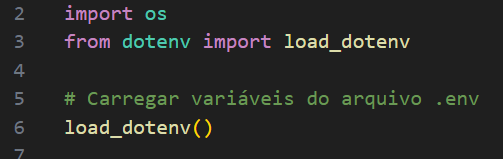 2 import os
3 from dotenv import load_dotenv
4
5 # Carregar variáveis do arquivo .env
6 load_dotenv()
7